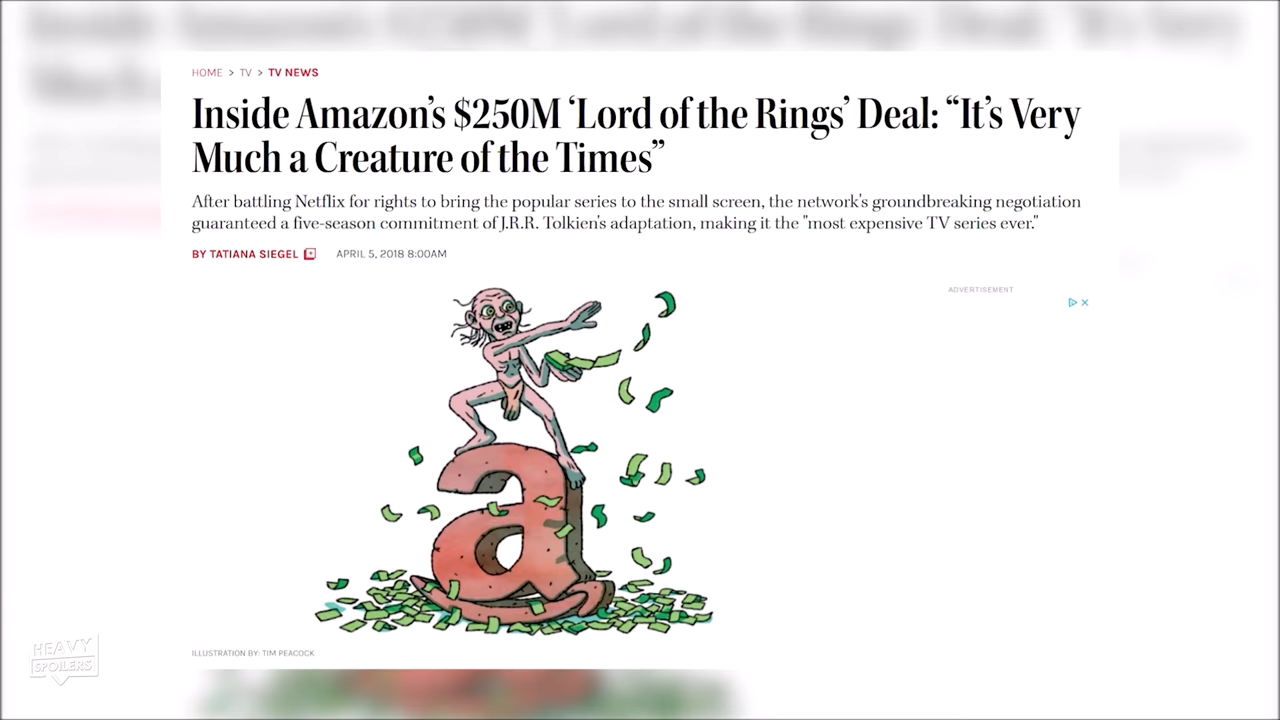 HOME > TV > TV NEWS
Inside Amazon’s $250M ‘Lord of the Rings’ Deal: “It’s Very
Much a Creature of the Times”
After battling Netflix for rights to bring the popular series to the small screen, the network's groundbreaking negotiation
guaranteed a five-season commitment of J.R.R. Tolkien's adaptation, making it the "most expensive TV series ever."
BY TATIANA SIEGEL APRIL 5, 2018 8:00AM
ADVERTISEMENT
a
ILLUSTRATION BY: TIM PEACOCK
HEAVY
SPOILERS